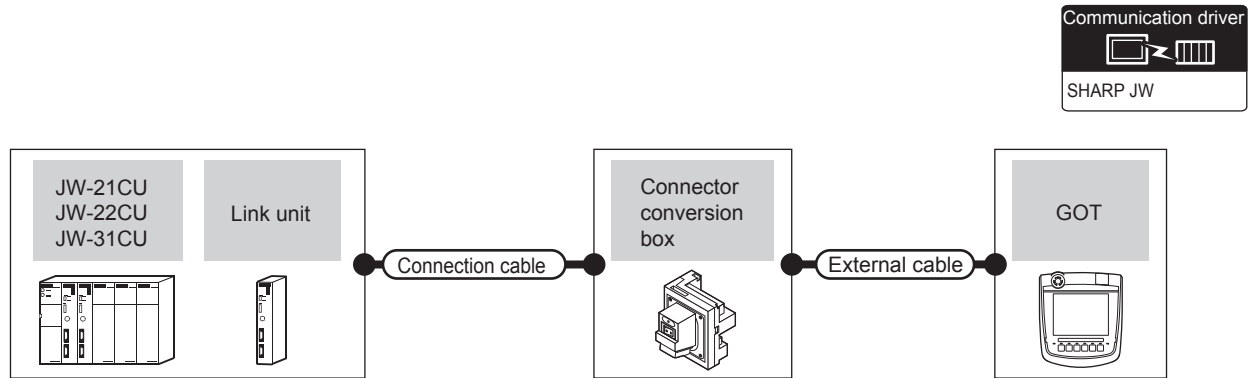 Communication driver
SHARP JW
JW-21CU
JW-22CU
JW-31CU
Link unit
Connection cable
Connector
conversion
box
External cable
GOT